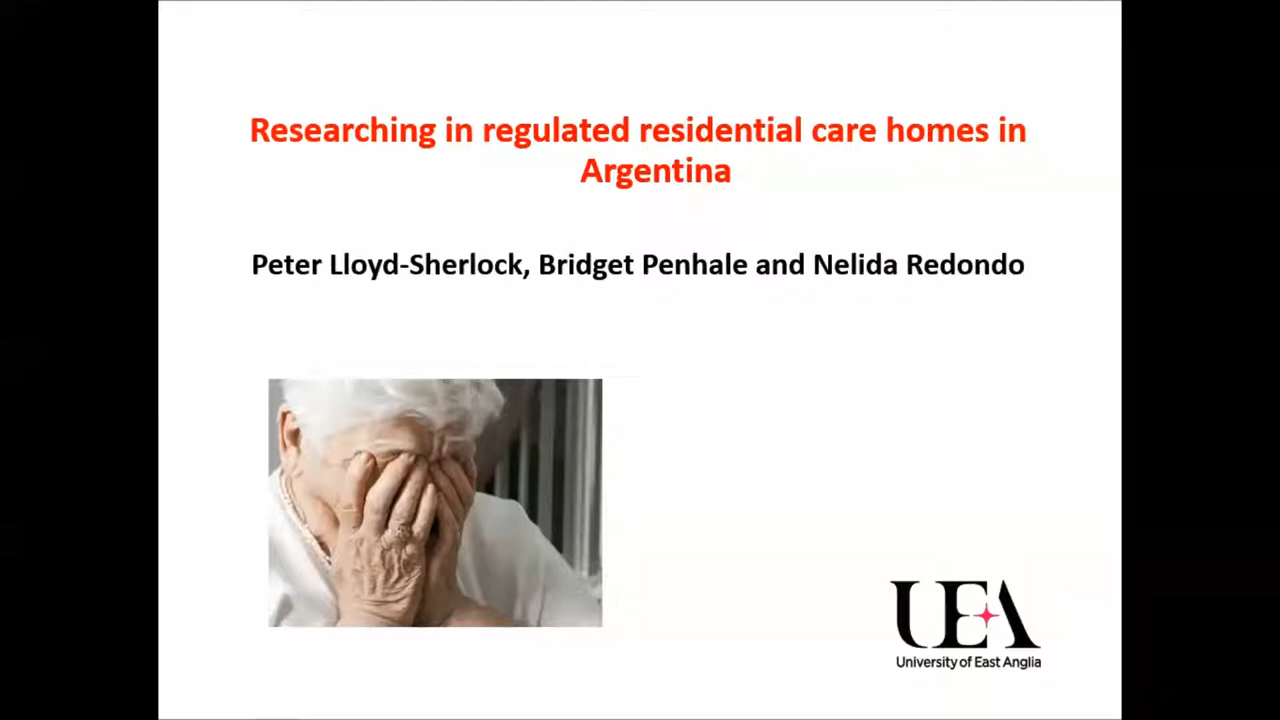 Researching in regulated residential care homes in
Argentina
Peter Lloyd-Sherlock, Bridget Penhale and Nelida Redondo
UEA
University of East Anglia